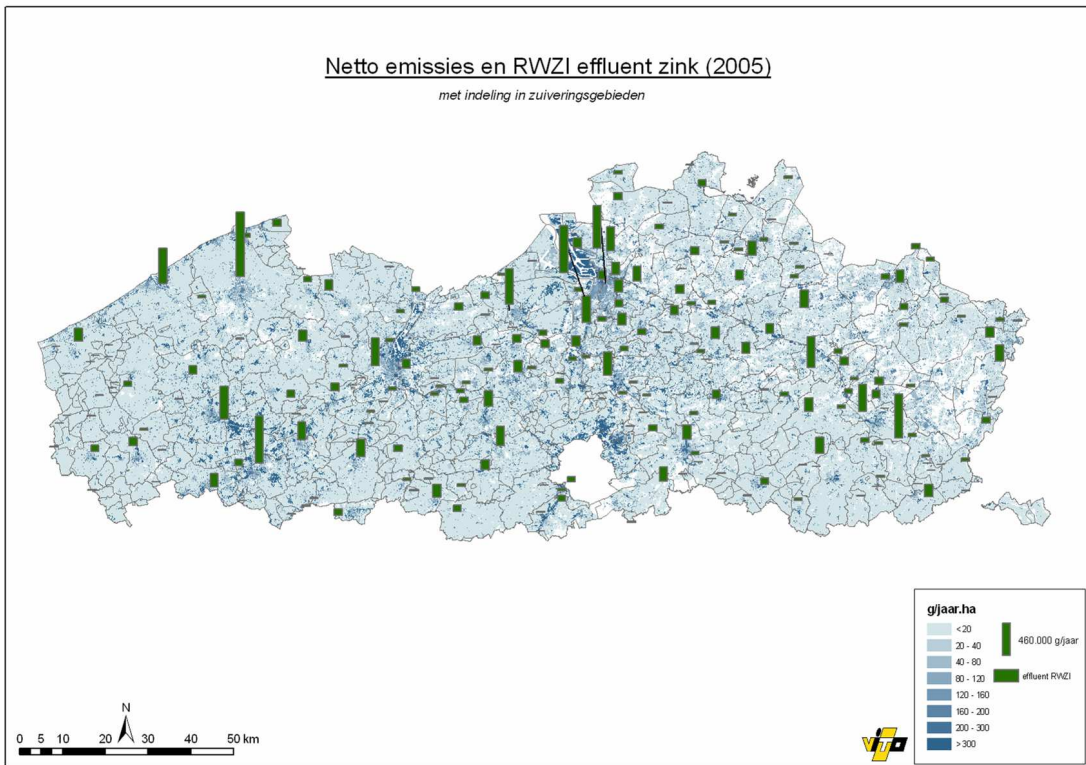 Netto emissies en RWZI effluent zink (2005)
met indeling in zuiveringsgebieden
g/jaar.ha
< 20
20 - 40
40 - 80
80 - 120
120 - 160
160 - 200
200 - 300
> 300
460.000 g/jaar
effluent RWZI
N
0 5 10 20 30 40 50 km
vito